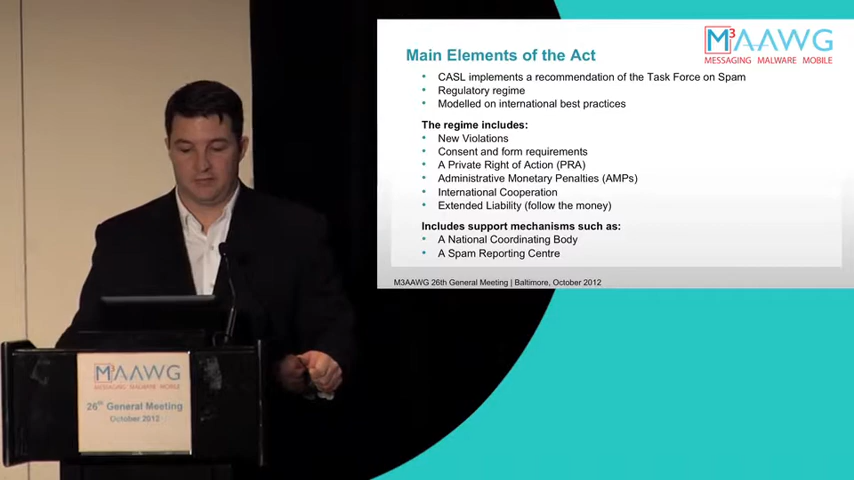 M3AAWG
MESSAGING MALWARE MOBILE
Main Elements of the Act
• CASL implements a recommendation of the Task Force on Spam
• Regulatory regime
• Modelled on international best practices
The regime includes:
• New Violations
• Consent and form requirements
• A Private Right of Action (PRA)
• Administrative Monetary Penalties (AMPs)
• International Cooperation
• Extended Liability (follow the money)
Includes support mechanisms such as:
• A National Coordinating Body
• A Spam Reporting Centre
M3AAWG 26th General Meeting | Baltimore, October 2012
M3AAWG
MESSAGING MALWARE MOBILE
26th General Meeting
October 2012